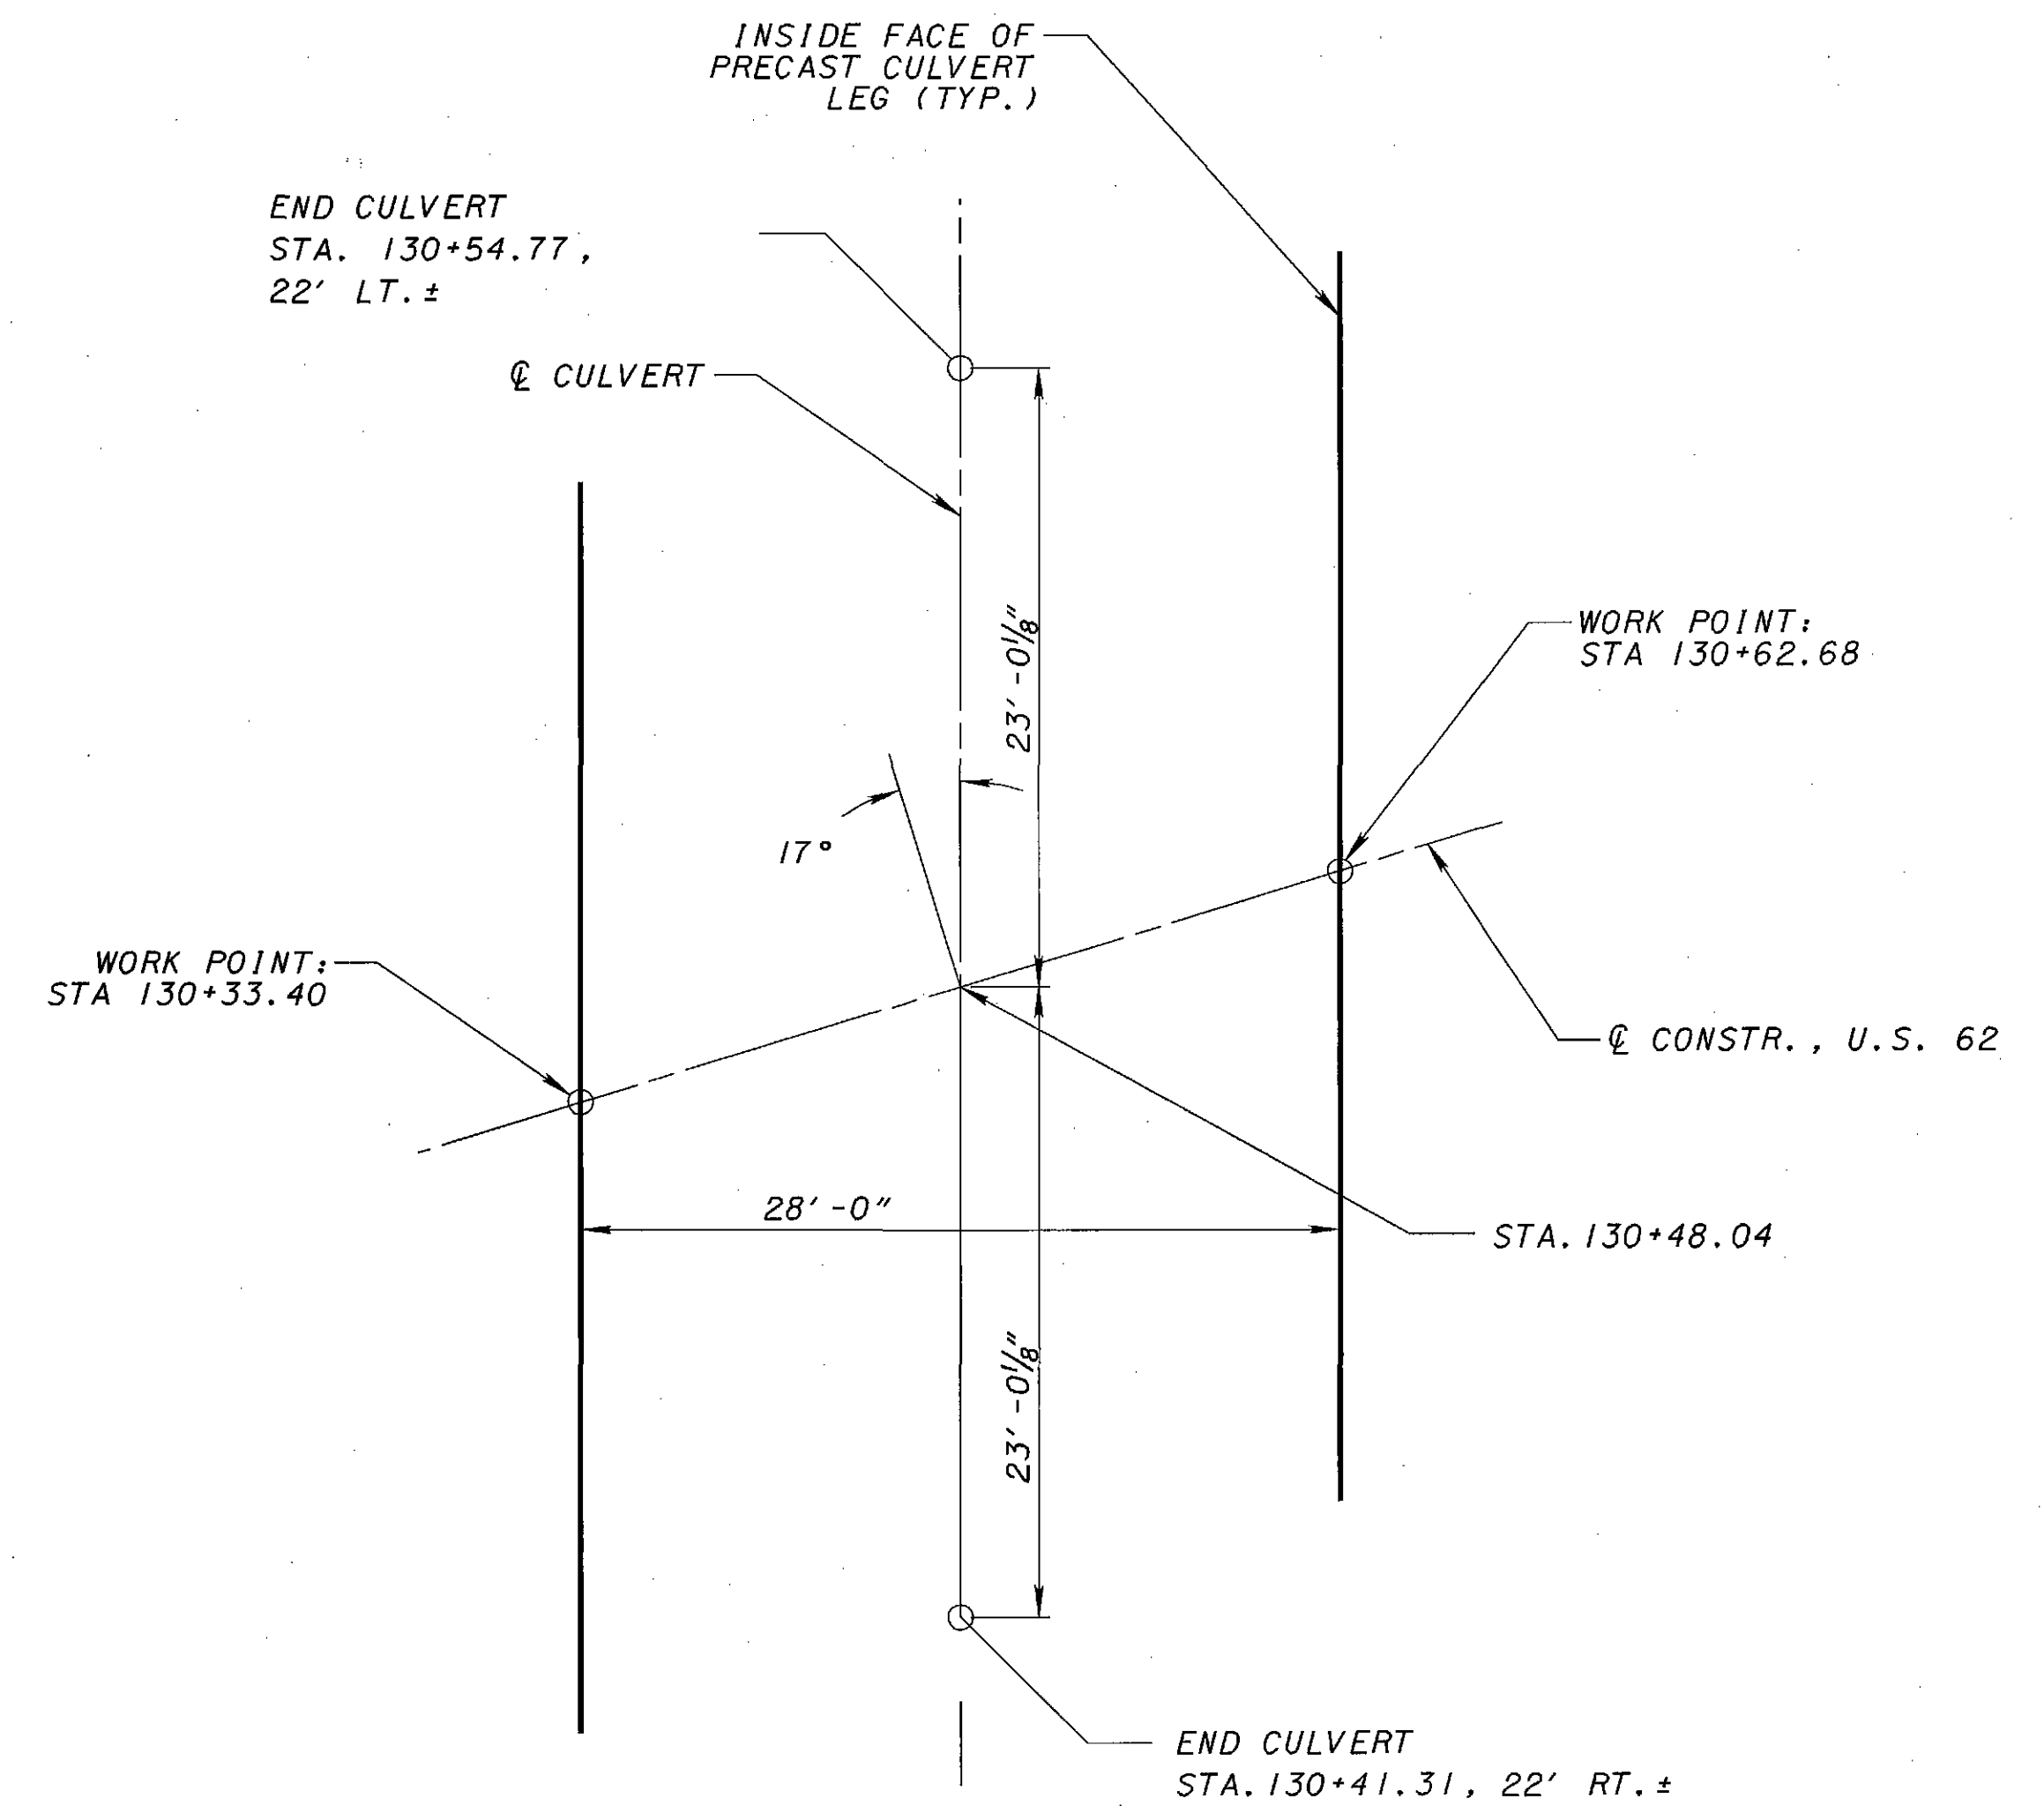 INSIDE FACE OF
PRECAST CULVERT
LEG (TYP.)
END CULVERT
STA. 130+54.77,
22' LT.±
℄ CULVERT
23'-0⅛"
WORK POINT:
STA 130+62.68
17°
WORK POINT:
STA 130+33.40
℄ CONSTR., U.S. 62
28'-0"
STA.130+48.04
23'-0⅛"
END CULVERT
STA.130+41.31, 22' RT.±